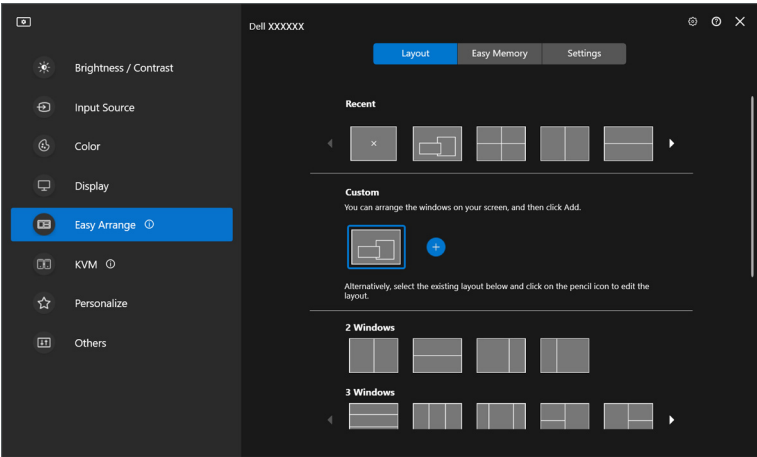 Dell XXXXXX
Layout
Easy Memory
Settings
Brightness / Contrast
Input Source
Color
Display
Easy Arrange
KVM
Personalize
Others
Recent
Custom
You can arrange the windows on your screen, and then click Add.
Alternatively, select the existing layout below and click on the pencil icon to edit the
layout.
2 Windows
3 Windows